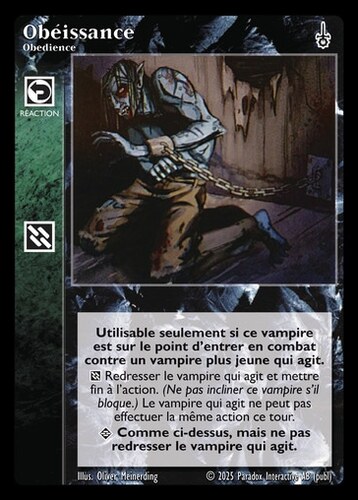 Obéissance
Obedience
REACTION
Utilisable seulement si ce vampire
est sur le point d'entrer en combat
contre un vampire plus jeune qui agit.
Redresser le vampire qui agit et mettre
fin à l'action. (Ne pas incliner ce vampire s'il
bloque.) Le vampire qui agit ne peut pas
effectuer la même action ce tour.
Comme ci-dessus, mais ne pas
redresser le vampire qui agit.
Illus. Oliver Meinerding © 2025 Paradox Interactive AB (publ)